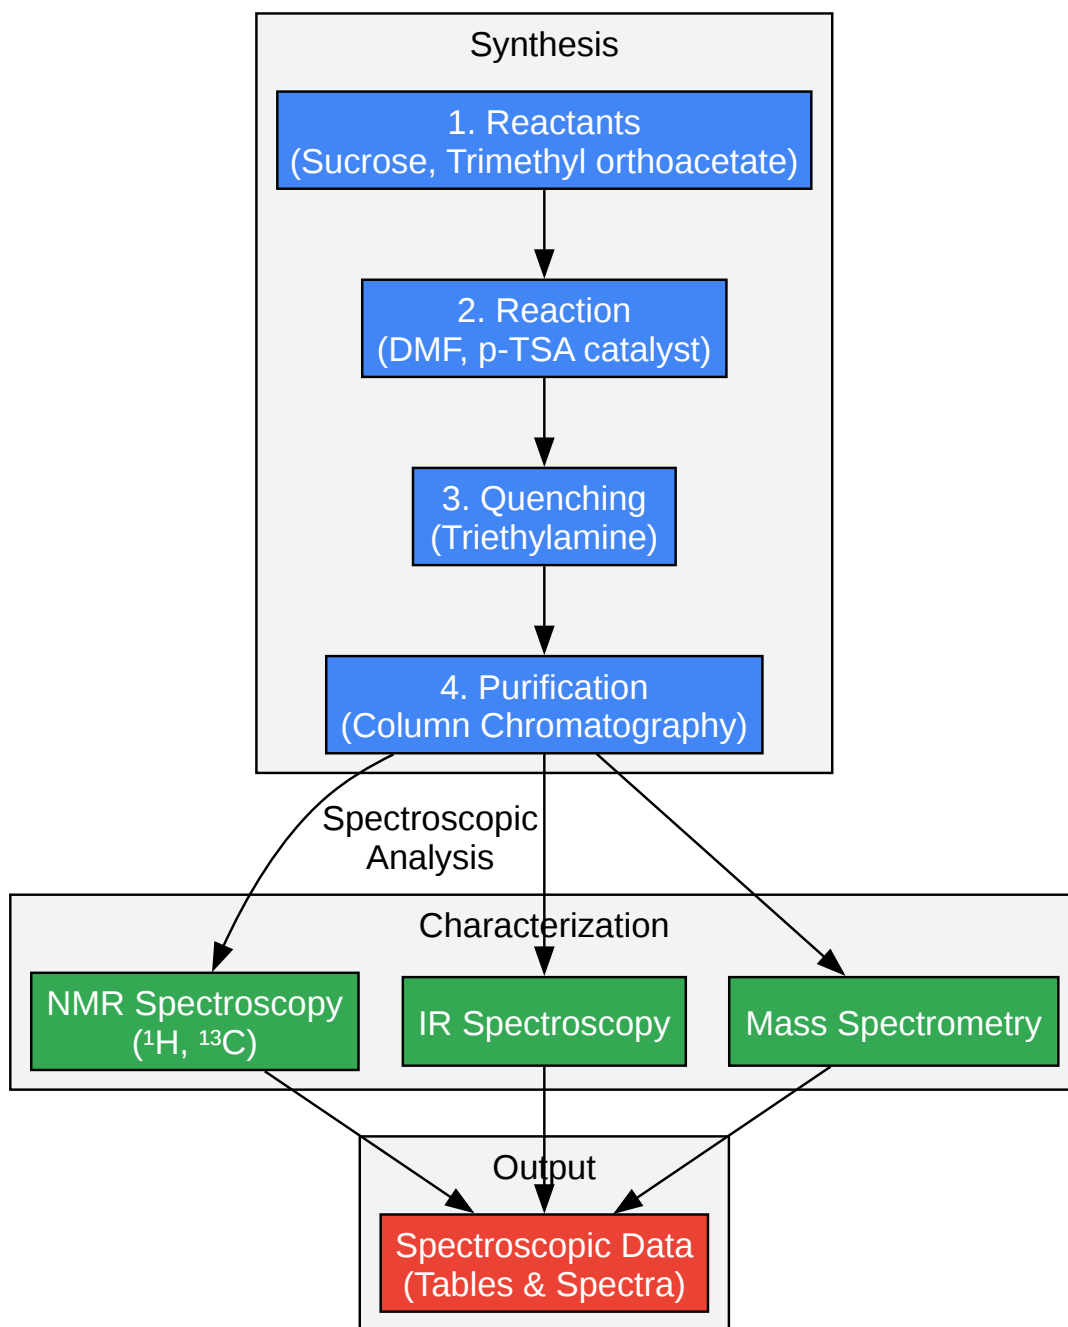 Synthesis
1. Reactants
(Sucrose, Trimethyl orthoacetate)
2. Reaction
(DMF, p-TSA catalyst)
3. Quenching
(Triethylamine)
4. Purification
(Column Chromatography)
Spectroscopic
Analysis
Characterization
NMR Spectroscopy
(¹H, ¹³C)
IR Spectroscopy
Mass Spectrometry
Output
Spectroscopic Data
(Tables & Spectra)